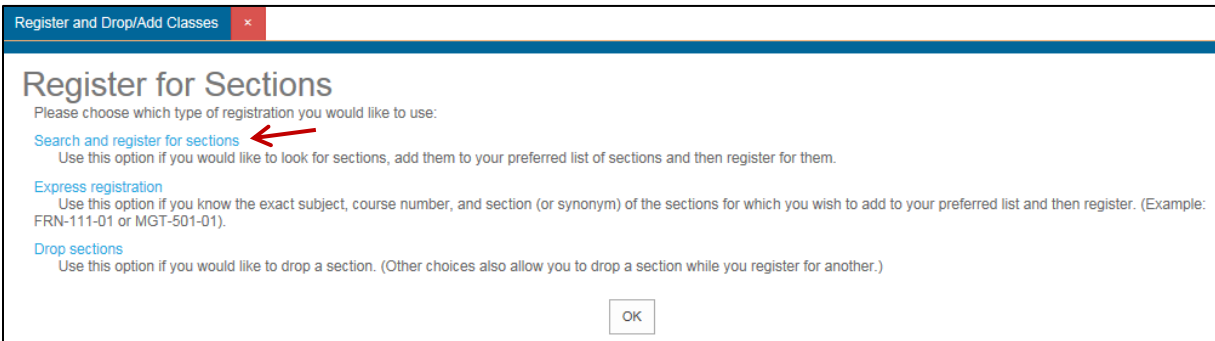 Register and Drop/Add Classes ×
Register for Sections
Please choose which type of registration you would like to use:
Search and register for sections
Use this option if you would like to look for sections, add them to your preferred list of sections and then register for them.
Express registration
Use this option if you know the exact subject, course number, and section (or synonym) of the sections for which you wish to add to your preferred list and then register. (Example:
FRN-111-01 or MGT-501-01).
Drop sections
Use this option if you would like to drop a section. (Other choices also allow you to drop a section while you register for another.)
OK